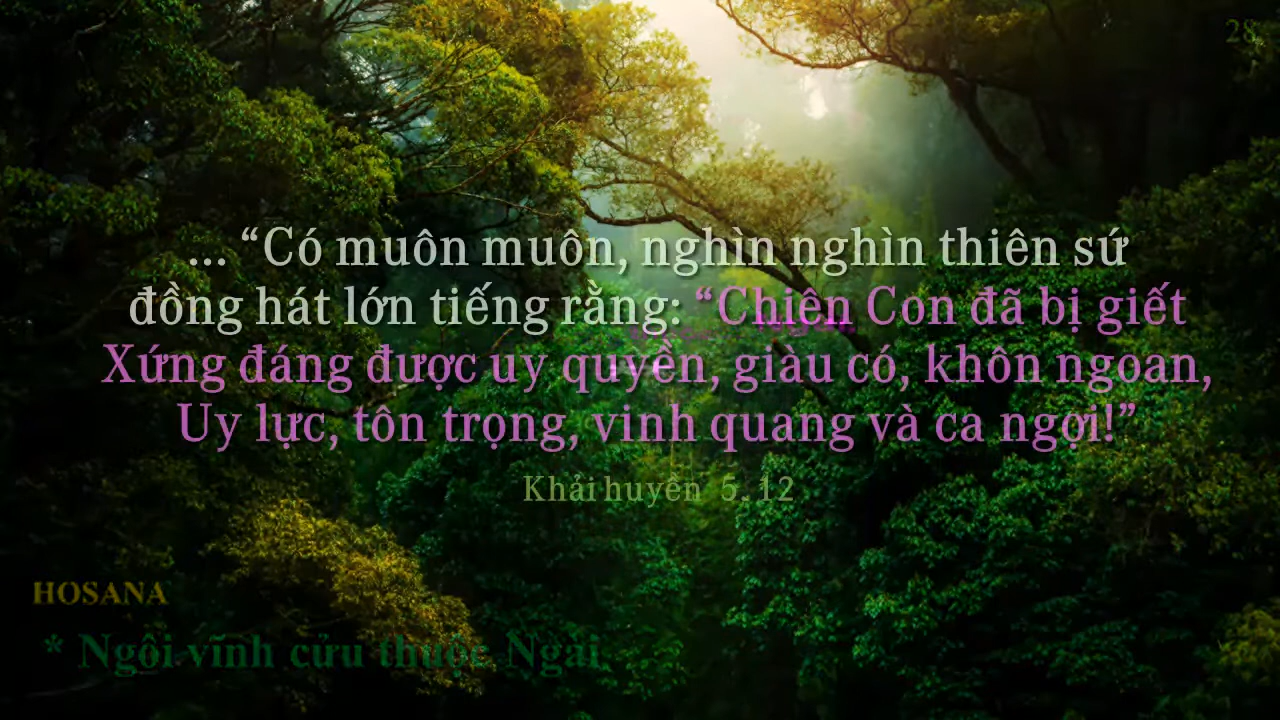 28
... “Có muôn muôn, nghìn nghìn thiên sứ
đồng hát lớn tiếng rằng: “Chiên Con đã bị giết
Xứng đáng được uy quyền, giàu có, khôn ngoan,
Uy lực, tôn trọng, vinh quang và ca ngợi!”
Khải huyền 5. 12
HOSANA
* Ngôi vĩnh cửu thuộc Ngài